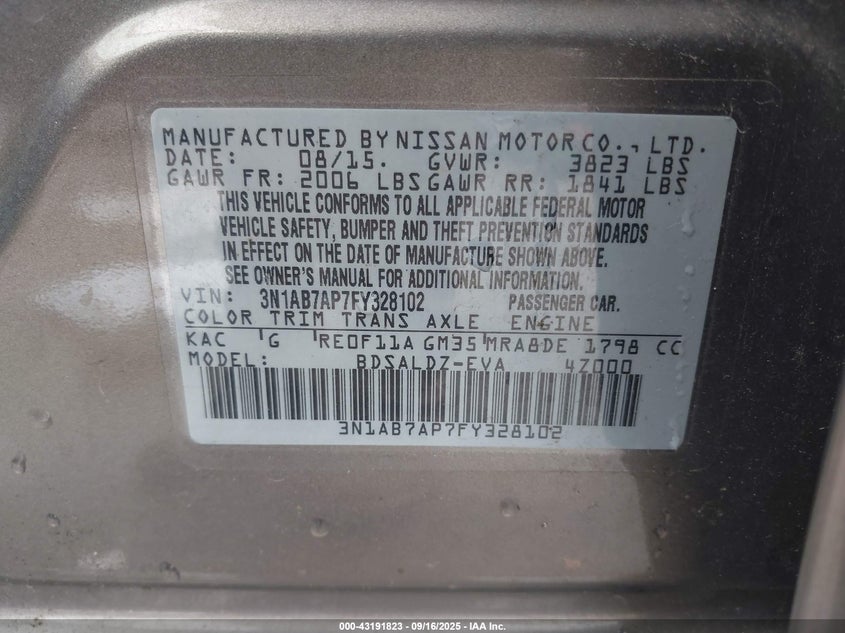 MANUFACTURED BY NISSAN MOTOR CO., LTD.
DATE: 08/15. GVWR: 3823 LBS
GAWR FR: 2006 LBS GAWR RR: 1841 LBS
THIS VEHICLE CONFORMS TO ALL APPLICABLE FEDERAL MOTOR
VEHICLE SAFETY, BUMPER AND THEFT PREVENTION STANDARDS
IN EFFECT ON THE DATE OF MANUFACTURE SHOWN ABOVE.
SEE OWNER'S MANUAL FOR ADDITIONAL INFORMATION.
VIN: 3N1AB7AP7FY328102 PASSENGER CAR.
COLOR TRIM TRANS AXLE ENGINE
KAC G RE0F11A GM35 MRA8DE 1798 CC
MODEL: BDSALDZ-EVA 4Z000
3N1AB7AP7FY328102
000-43191823 - 09/16/2025 - IAA Inc.